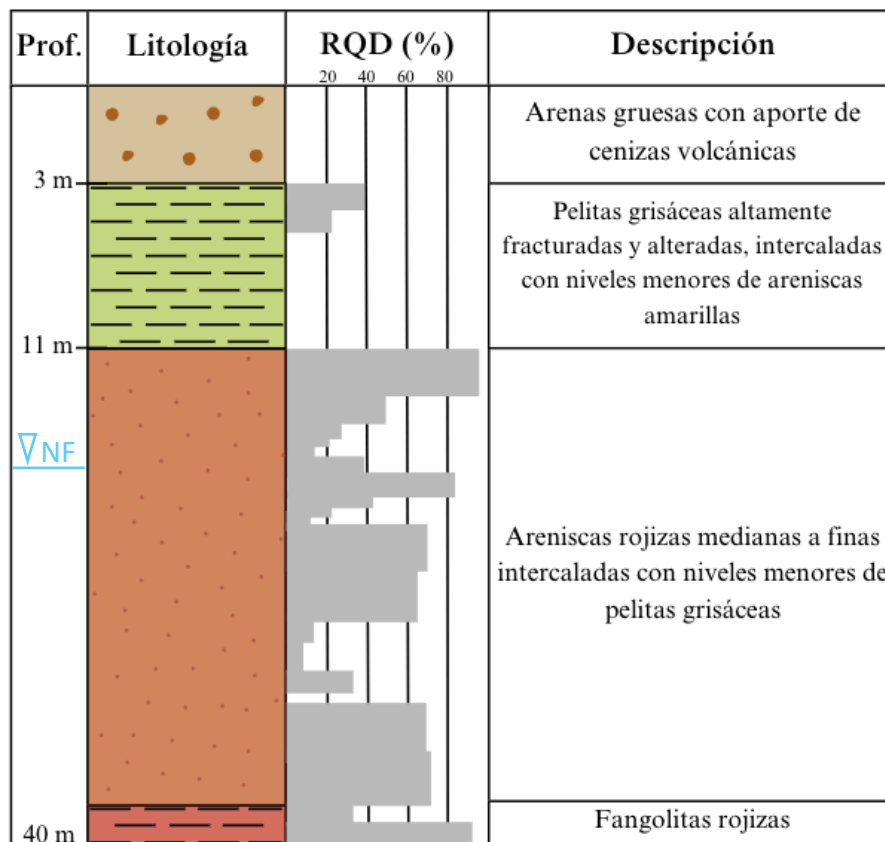 Prof.
Litología
RQD (%)
20 40 60 80
Descripción
Arenas gruesas con aporte de
cenizas volcánicas
3 m
Pelitas grisáceas altamente
fracturadas y alteradas, intercaladas
con niveles menores de areniscas
amarillas
11 m
NF
Areniscas rojizas medianas a finas
intercaladas con niveles menores de
pelitas grisáceas
Fangolitas rojizas
40 m